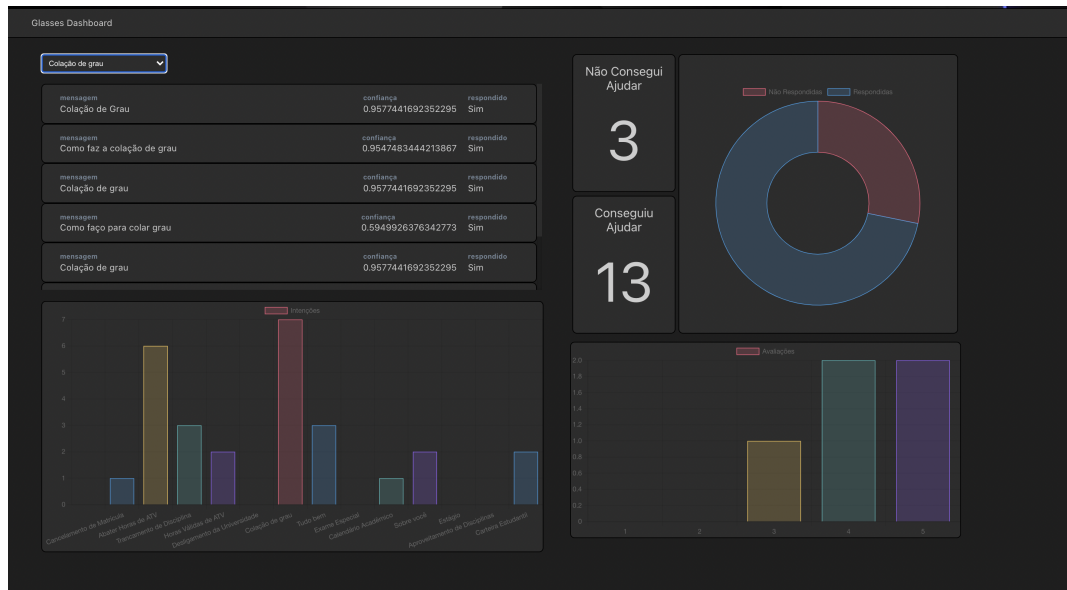 Glasses Dashboard
Colação de grau
mensagem confiança respondido
Colação de Grau 0.9577441692352295 Sim
mensagem confiança respondido
Como faz a colação de grau 0.9547483444213867 Sim
mensagem confiança respondido
Colação de grau 0.9577441692352295 Sim
mensagem confiança respondido
Como faço para colar grau 0.5949926376342773 Sim
mensagem confiança respondido
Colação de grau 0.9577441692352295 Sim
Não Consegui
Ajudar
3
Conseguiu
Ajudar
13
Não Respondidas Respondidas
Intenções
7
6
5
4
3
2
1
0
Cancelamento de Matrícula
Alustar Horas de ATV
Trancamento de Disciplina
Horas Válidas de ATV
Desligamento da Universidade
Colação de grau
Tudo bem
Exame Especial
Calendário Acadêmico
Sobre você
Estágio
Aproveitamento de Disciplinas
Carteira Estudantil
Avaliações
2.0
1.8
1.6
1.4
1.2
1.0
0.8
0.6
0.4
0.2
0
1 2 3 4 5